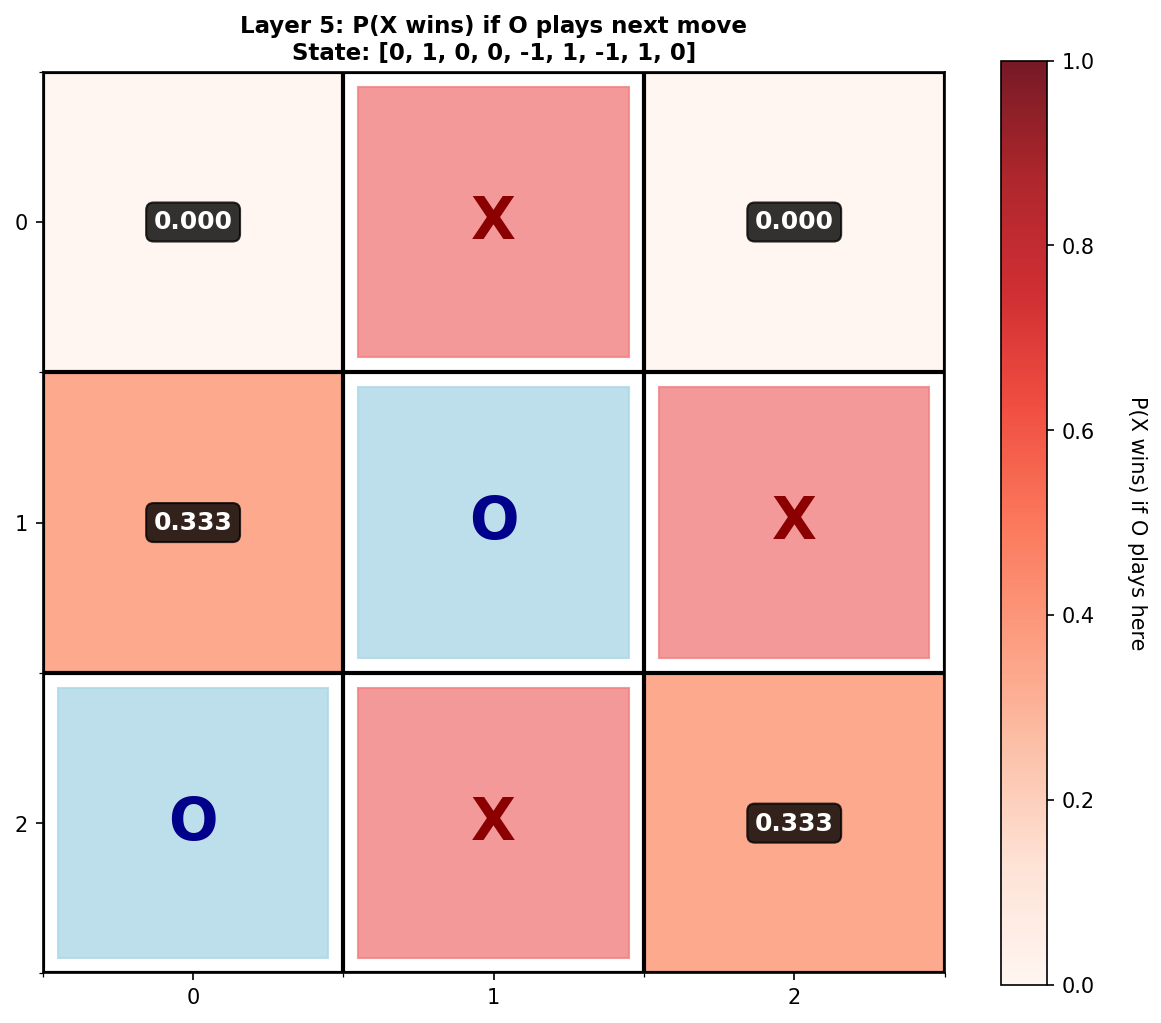 Layer 5: P(X wins) if O plays next move
State: [0, 1, 0, 0, -1, 1, -1, 1, 0]
0
0.000
X
0.000
1
0.333
O
X
2
O
X
0.333
0
1
2
1.0
0.8
0.6
0.4
0.2
0.0
P(X wins) if O plays here